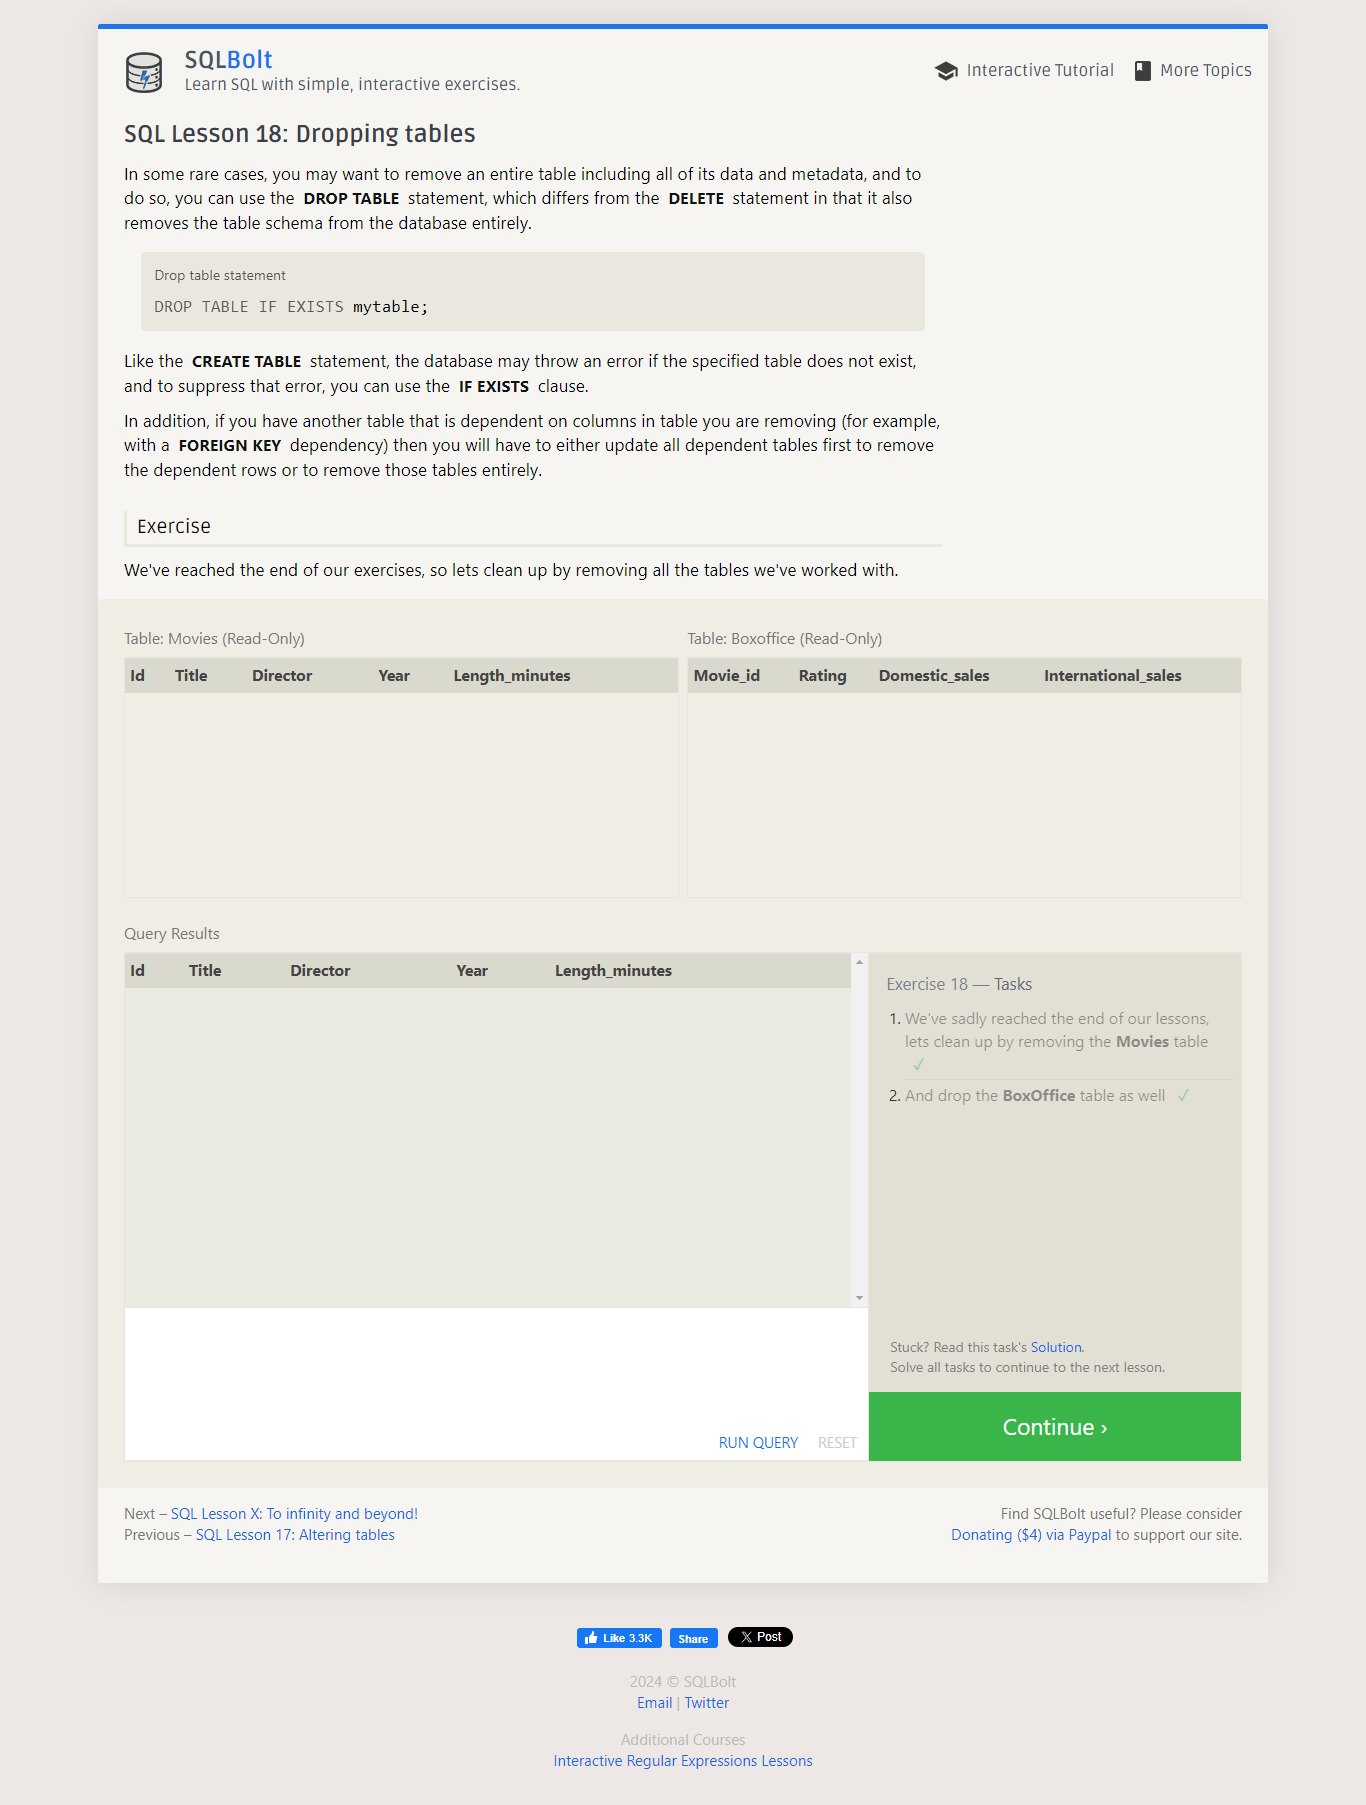 SQLBolt
Learn SQL with simple, interactive exercises.
Interactive Tutorial
More Topics
SQL Lesson 18: Dropping tables
In some rare cases, you may want to remove an entire table including all of its data and metadata, and to
do so, you can use the DROP TABLE statement, which differs from the DELETE statement in that it also
removes the table schema from the database entirely.
Drop table statement
DROP TABLE IF EXISTS mytable;
Like the CREATE TABLE statement, the database may throw an error if the specified table does not exist,
and to suppress that error, you can use the IF EXISTS clause.
In addition, if you have another table that is dependent on columns in table you are removing (for example,
with a FOREIGN KEY dependency) then you will have to either update all dependent tables first to remove
the dependent rows or to remove those tables entirely.
Exercise
We've reached the end of our exercises, so lets clean up by removing all the tables we've worked with.
Table: Movies (Read-Only)
Id Title Director Year Length_minutes
Table: Boxoffice (Read-Only)
Movie_id Rating Domestic_sales International_sales
Query Results
Id Title Director Year Length_minutes
Exercise 18 — Tasks
1. We've sadly reached the end of our lessons,
lets clean up by removing the Movies table
✓
2. And drop the BoxOffice table as well ✓
Stuck? Read this task's Solution.
Solve all tasks to continue to the next lesson.
RUN QUERY RESET
Continue ›
Next – SQL Lesson X: To infinity and beyond!
Previous – SQL Lesson 17: Altering tables
Find SQLBolt useful? Please consider
Donating ($4) via Paypal to support our site.
Like 3.3K
Share
X Post
2024 © SQLBolt
Email | Twitter
Additional Courses
Interactive Regular Expressions Lessons